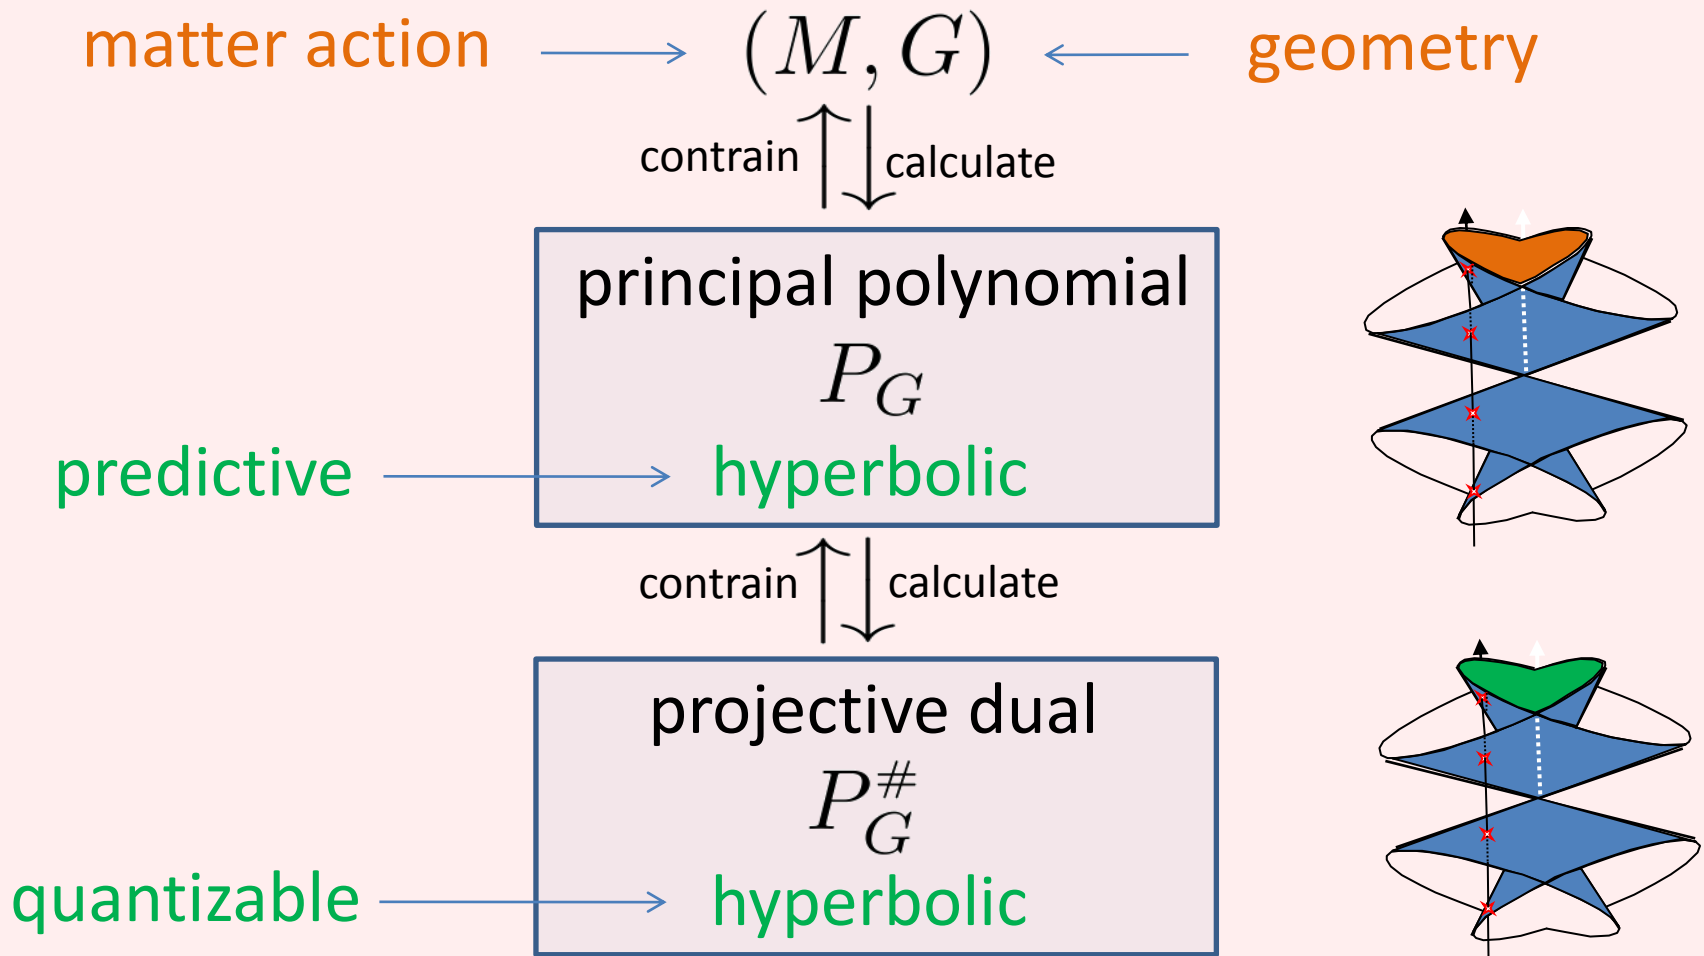 matter action (M, G) geometry
contrain calculate
principal polynomial
P_G
predictive hyperbolic
contrain calculate
projective dual
P_G^#
quantizable hyperbolic